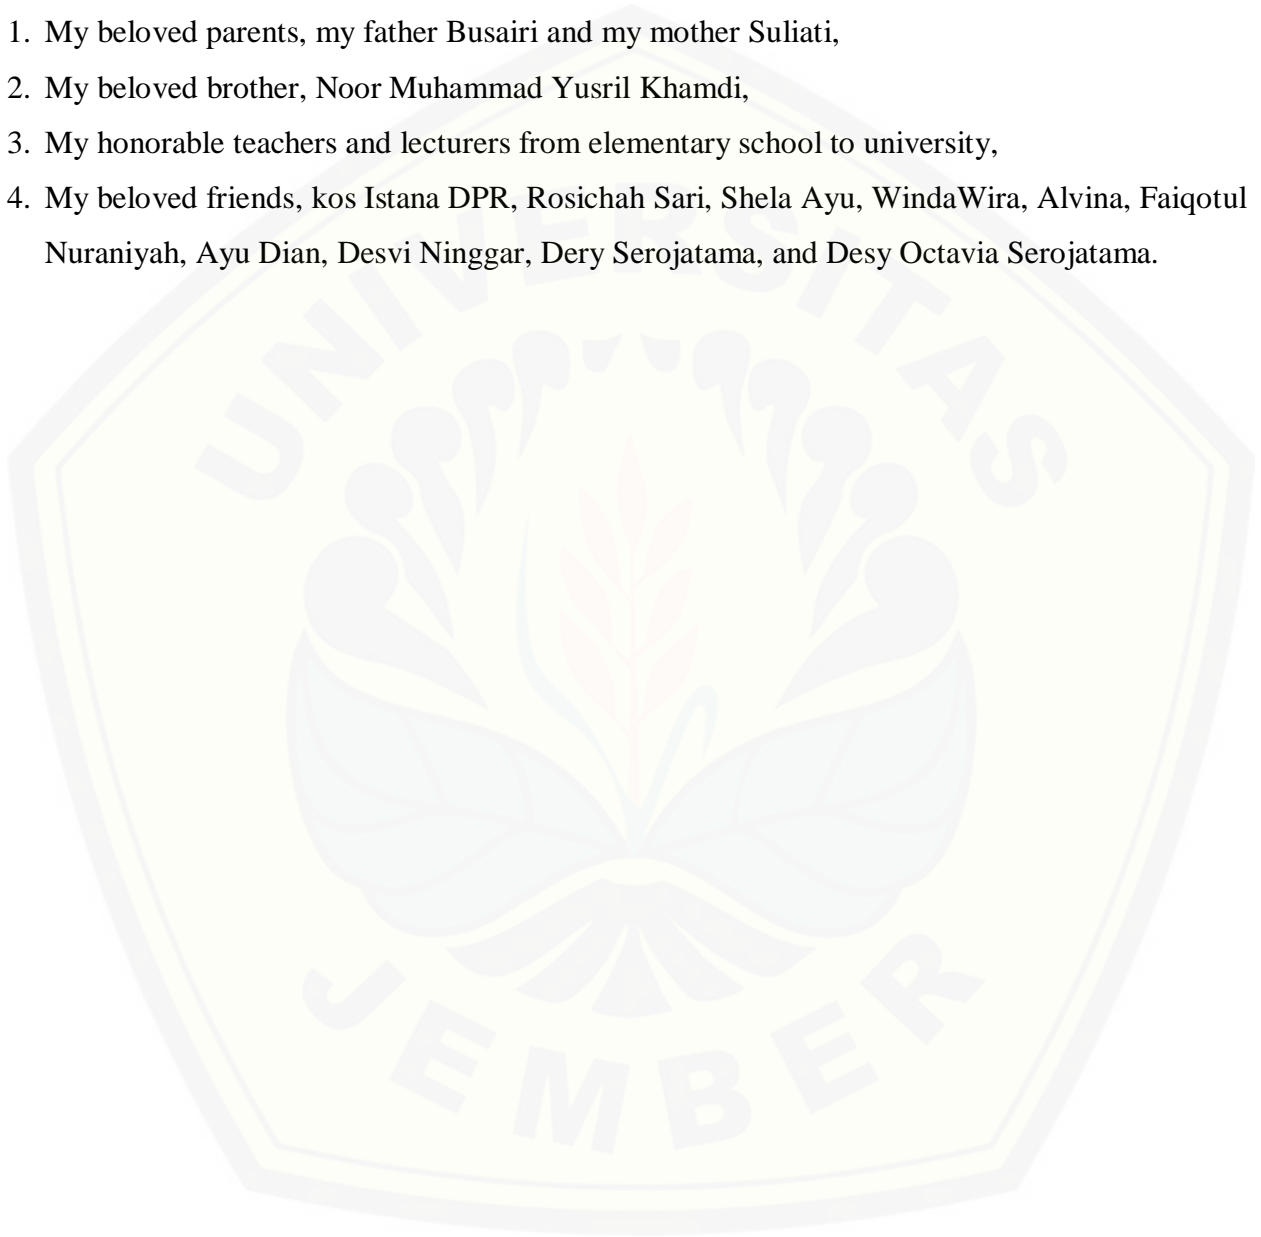 1. My beloved parents, my father Busairi and my mother Suliati,
2. My beloved brother, Noor Muhammad Yusril Khamdi,
3. My honorable teachers and lecturers from elementary school to university,
4. My beloved friends, kos Istana DPR, Rosichah Sari, Shela Ayu, WindaWira, Alvina, Faiqotul
Nuraniyah, Ayu Dian, Desvi Ninggar, Dery Serojatama, and Desy Octavia Serojatama.
UNIVERSITAS
JEMBER